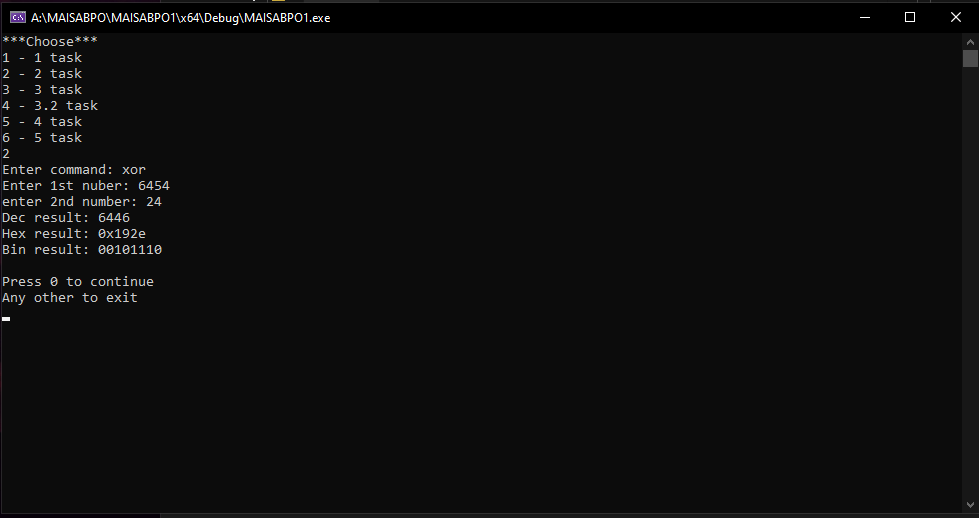 A:\MAISABPO\MAISABPO1\x64\Debug\MAISABPO1.exe
***Choose***
1 - 1 task
2 - 2 task
3 - 3 task
4 - 3.2 task
5 - 4 task
6 - 5 task
2
Enter command: xor
Enter 1st nuber: 6454
enter 2nd number: 24
Dec result: 6446
Hex result: 0x192e
Bin result: 00101110
Press 0 to continue
Any other to exit